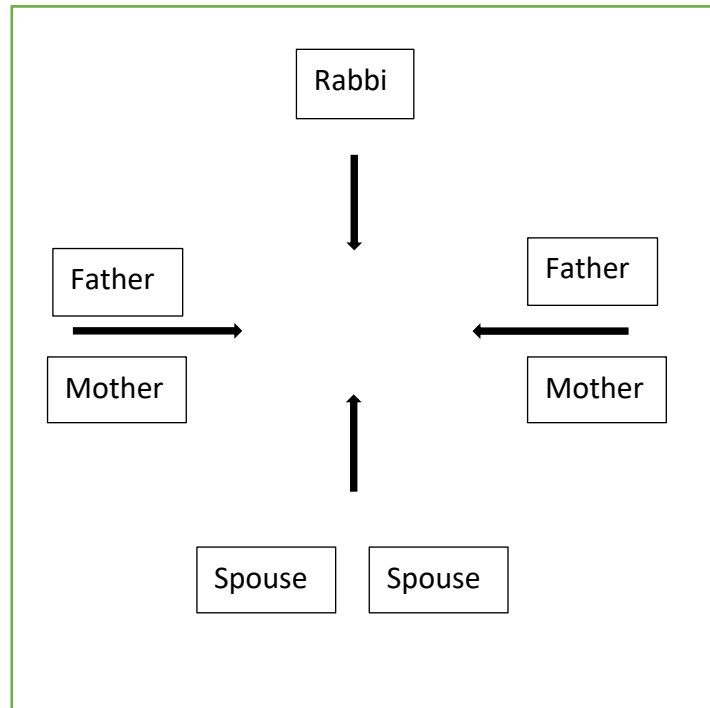 Rabbi
Father
Father
Mother
Mother
Spouse
Spouse